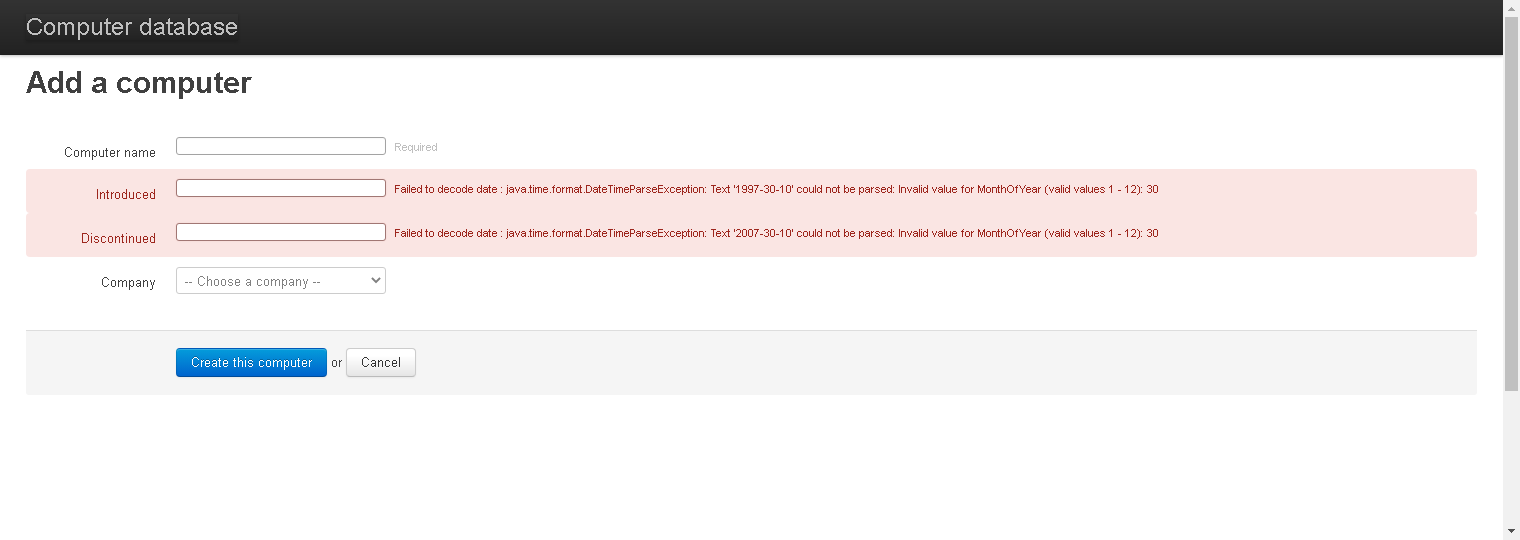 Computer database
Add a computer
Computer name Required
Introduced Failed to decode date : java.time.format.DateTimeParseException: Text '1997-30-10' could not be parsed: Invalid value for MonthOfYear (valid values 1 - 12): 30
Discontinued Failed to decode date : java.time.format.DateTimeParseException: Text '2007-30-10' could not be parsed: Invalid value for MonthOfYear (valid values 1 - 12): 30
Company -- Choose a company --
Create this computer or Cancel